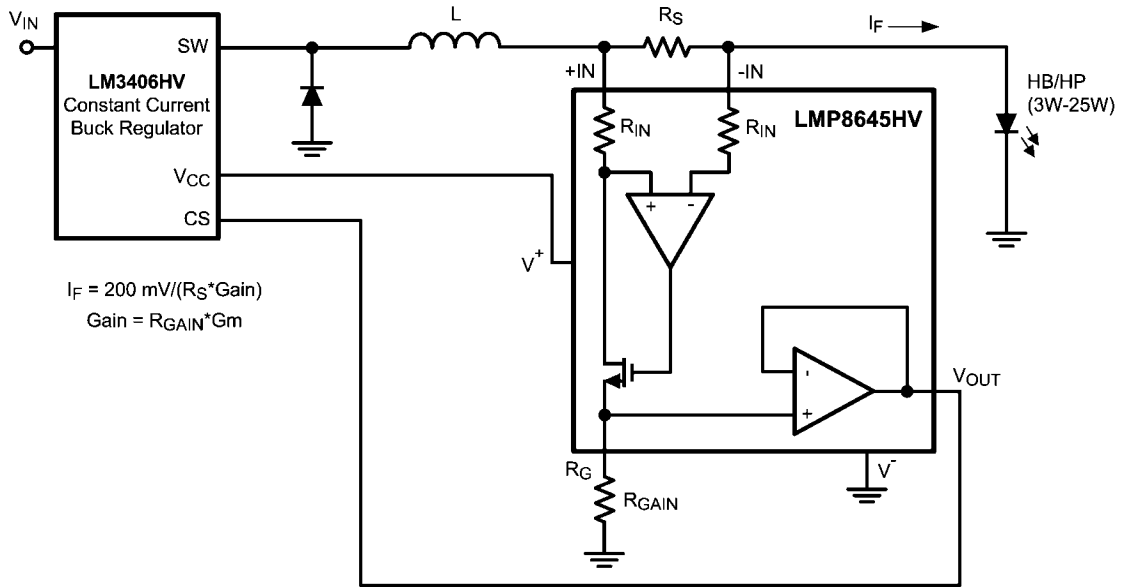 VIN
SW
LM3406HV
Constant Current
Buck Regulator
VCC
CS
L
RS
IF
+IN
-IN
RIN
RIN
LMP8645HV
HB/HP
(3W-25W)
+
-
V+
IF = 200 mV/(RS*Gain)
Gain = RGAIN*Gm
-
+
VOUT
RG
RGAIN
V-